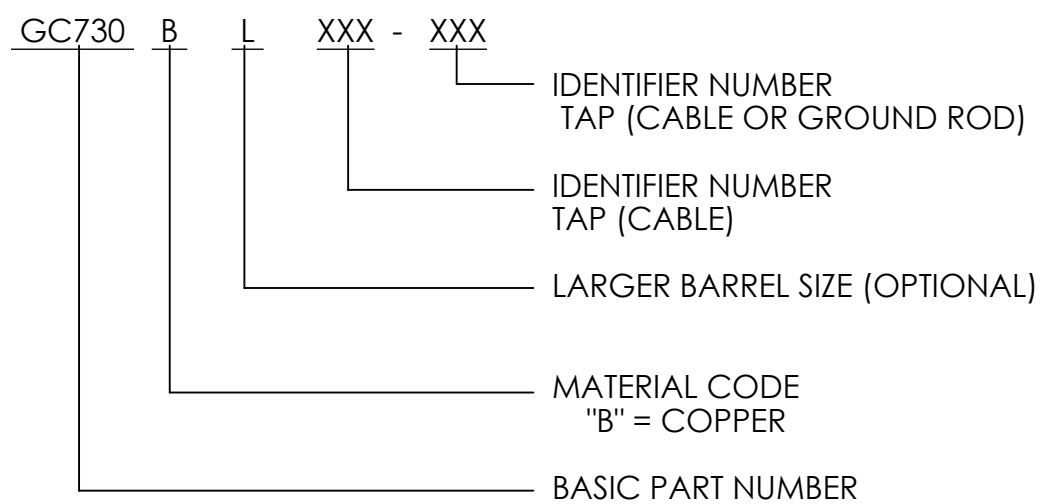 GC730 B L XXX - XXX
IDENTIFIER NUMBER
TAP (CABLE OR GROUND ROD)
IDENTIFIER NUMBER
TAP (CABLE)
LARGER BARREL SIZE (OPTIONAL)
MATERIAL CODE
"B" = COPPER
BASIC PART NUMBER